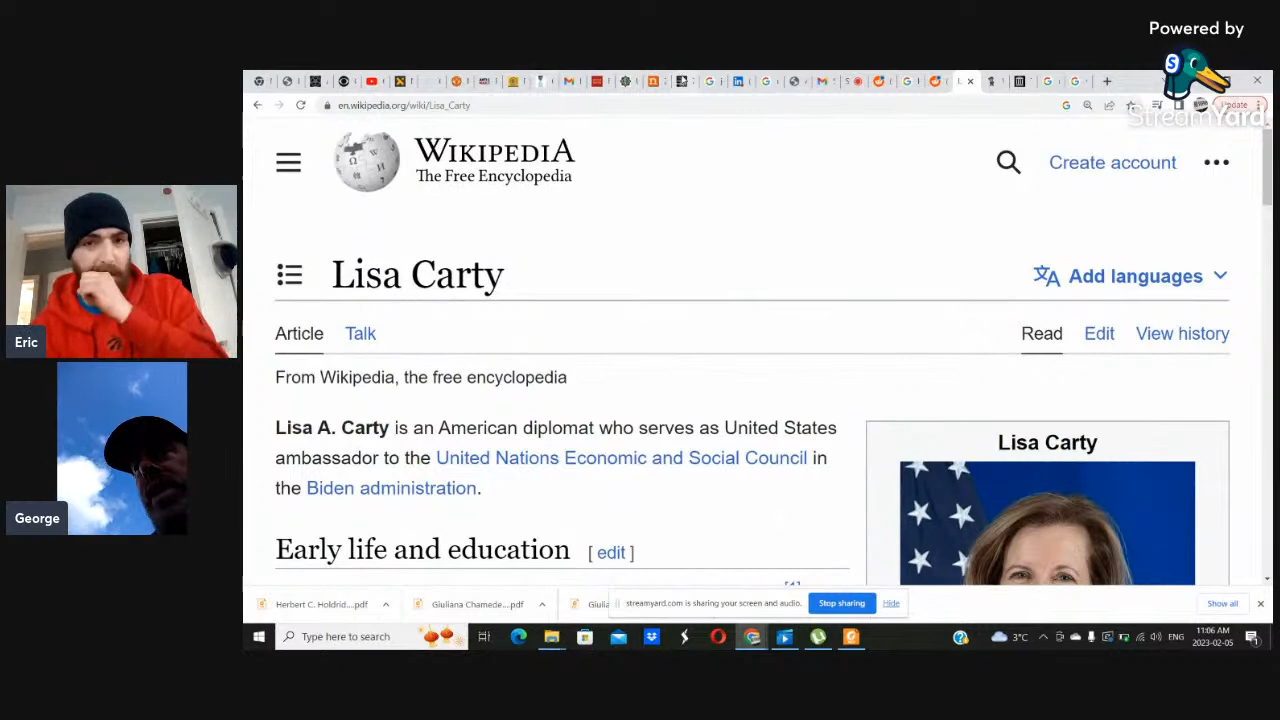 Powered by
StreamYard
en.wikipedia.org/wiki/Lisa_Carty
Update
WIKIPEDIA
The Free Encyclopedia
Create account
Lisa Carty
Add languages
Article Talk Read Edit View history
From Wikipedia, the free encyclopedia
Lisa A. Carty is an American diplomat who serves as United States
ambassador to the United Nations Economic and Social Council in
the Biden administration.
Lisa Carty
Early life and education [ edit ]
[1]
Eric
George
Herbert C. Holdrid....pdf
Giuliana Chamede....pdf
Giulia
streamyard.com is sharing your screen and audio.
Stop sharing
Hide
Show all
Type here to search
3°C
ENG
11:06 AM
2023-02-05